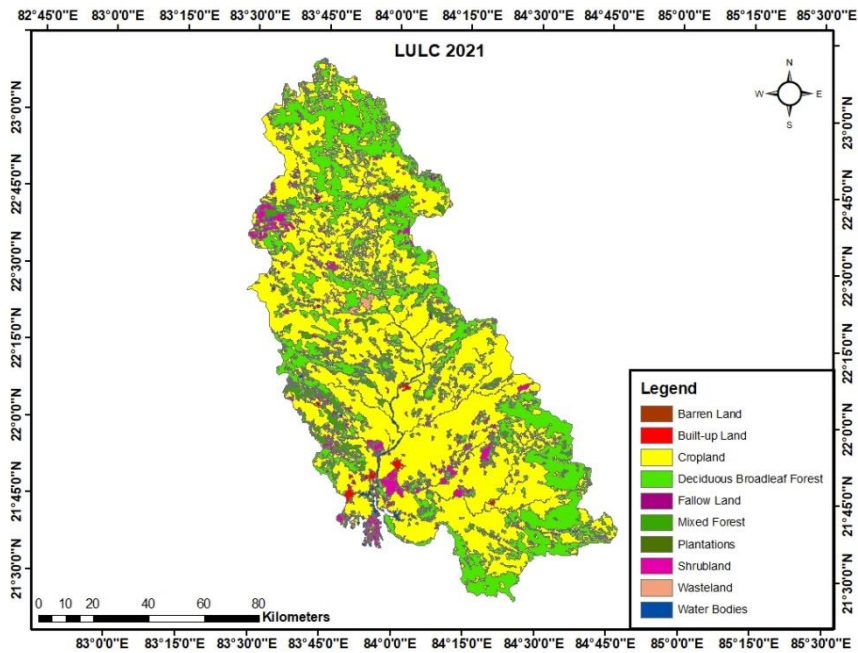 82°45'0"E 83°0'0"E 83°15'0"E 83°30'0"E 83°45'0"E 84°0'0"E 84°15'0"E 84°30'0"E 84°45'0"E 85°0'0"E 85°15'0"E 85°30'0"E
LULC 2021
N
W E
S
23°0'0"N 23°0'0"N
22°45'0"N 22°45'0"N
22°30'0"N 22°30'0"N
22°15'0"N 22°15'0"N
22°0'0"N 22°0'0"N
21°45'0"N 21°45'0"N
21°30'0"N 21°30'0"N
Legend
Barren Land
Built-up Land
Cropland
Deciduous Broadleaf Forest
Fallow Land
Mixed Forest
Plantations
Shrubland
Wasteland
Water Bodies
0 10 20 40 60 80
Kilometers
83°0'0"E 83°15'0"E 83°30'0"E 83°45'0"E 84°0'0"E 84°15'0"E 84°30'0"E 84°45'0"E 85°0'0"E 85°15'0"E 85°30'0"E